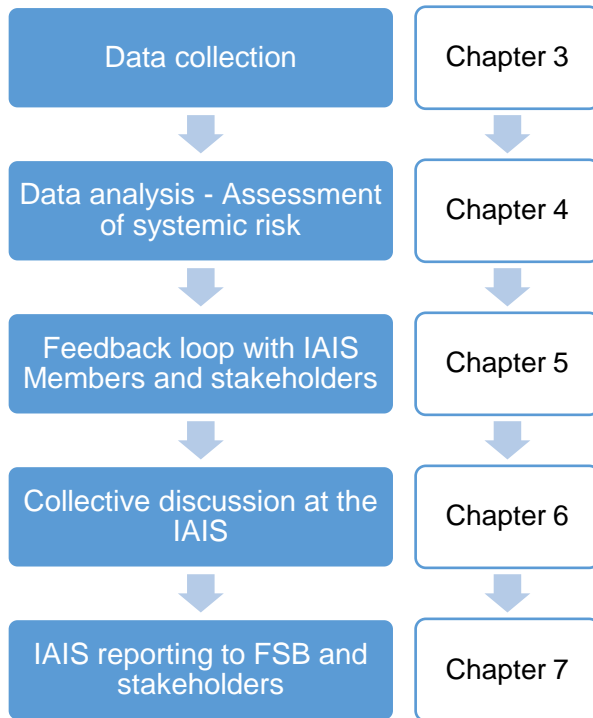 Data collection
Chapter 3
Data analysis - Assessment
of systemic risk
Chapter 4
Feedback loop with IAIS
Members and stakeholders
Chapter 5
Collective discussion at the
IAIS
Chapter 6
IAIS reporting to FSB and
stakeholders
Chapter 7